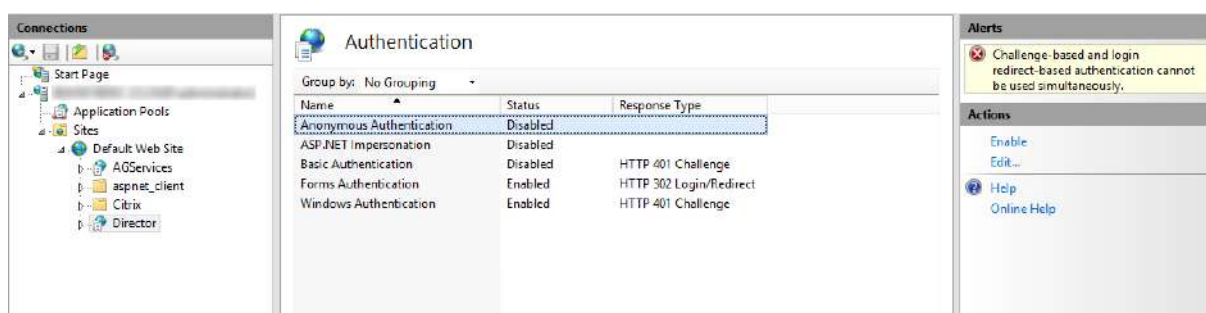 Connections
Start Page
Application Pools
Sites
Default Web Site
AGServices
aspnet_client
Citrix
Director
Authentication
Group by: No Grouping
Name Status Response Type
Anonymous Authentication Disabled
ASP.NET Impersonation Disabled
Basic Authentication Disabled HTTP 401 Challenge
Forms Authentication Enabled HTTP 302 Login/Redirect
Windows Authentication Enabled HTTP 401 Challenge
Alerts
Challenge-based and login
redirect-based authentication cannot
be used simultaneously.
Actions
Enable
Edit...
Help
Online Help